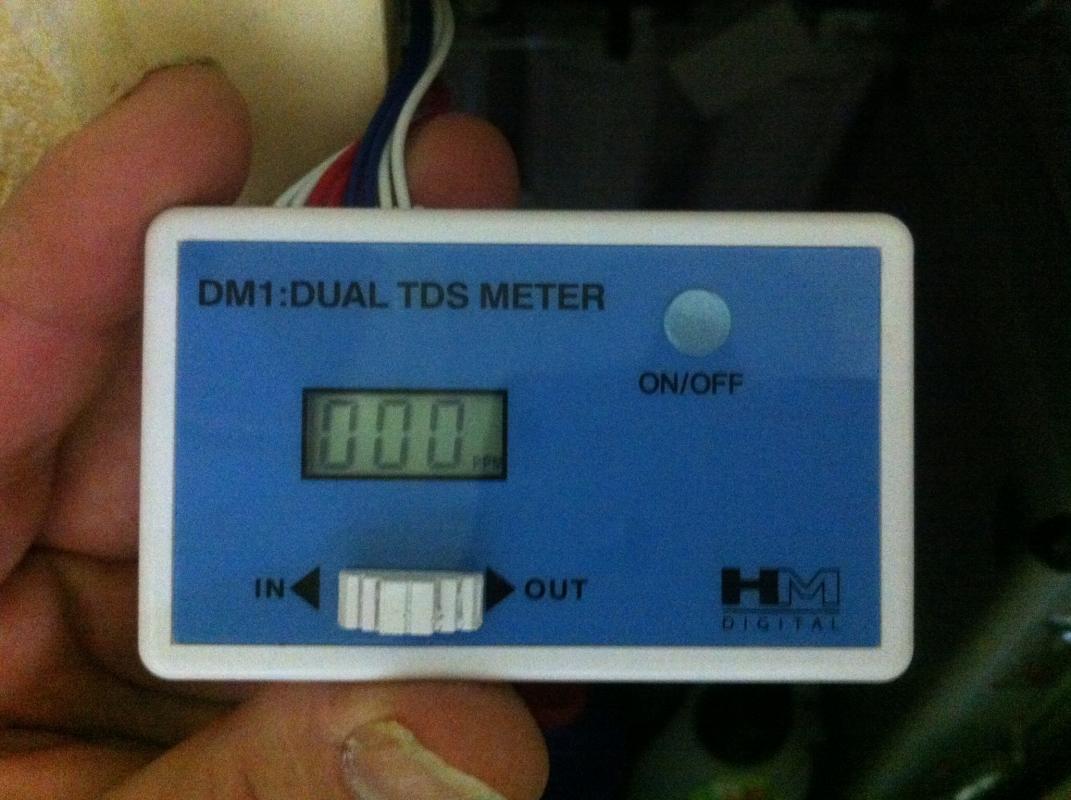 DM1:DUAL TDS METER
ON/OFF
000 PPM
IN OUT
HM
DIGITAL